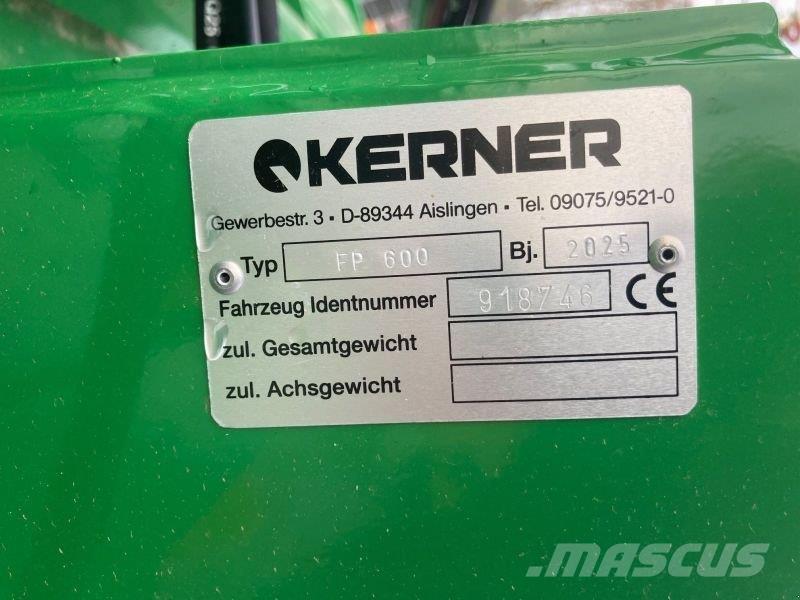 KERNER
Gewerbestr. 3 ▪ D-89344 Aislingen ▪ Tel. 09075/9521-0
Typ FP 600 Bj. 2025
Fahrzeug Identnummer 918746 CE
zul. Gesamtgewicht
zul. Achsgewicht
MASCUS